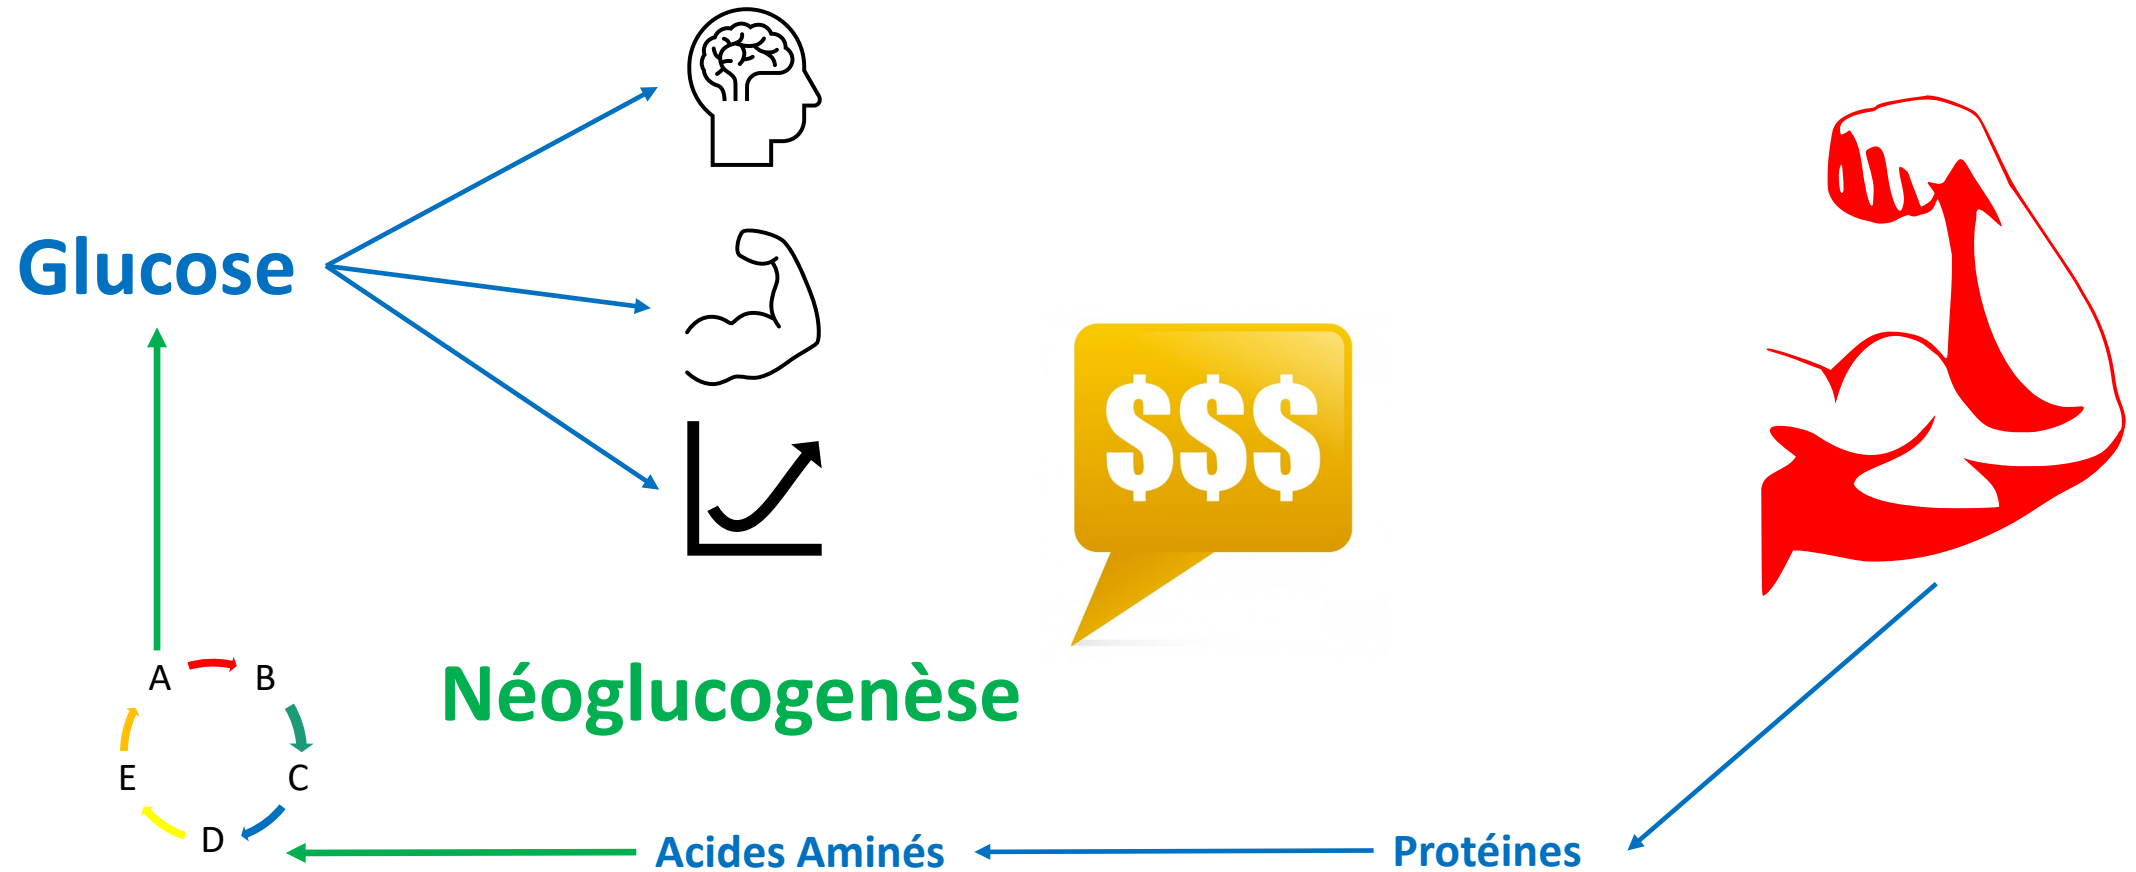 Glucose
$$$
A
B
Néoglucogenèse
E
C
D
Acides Aminés
Protéines